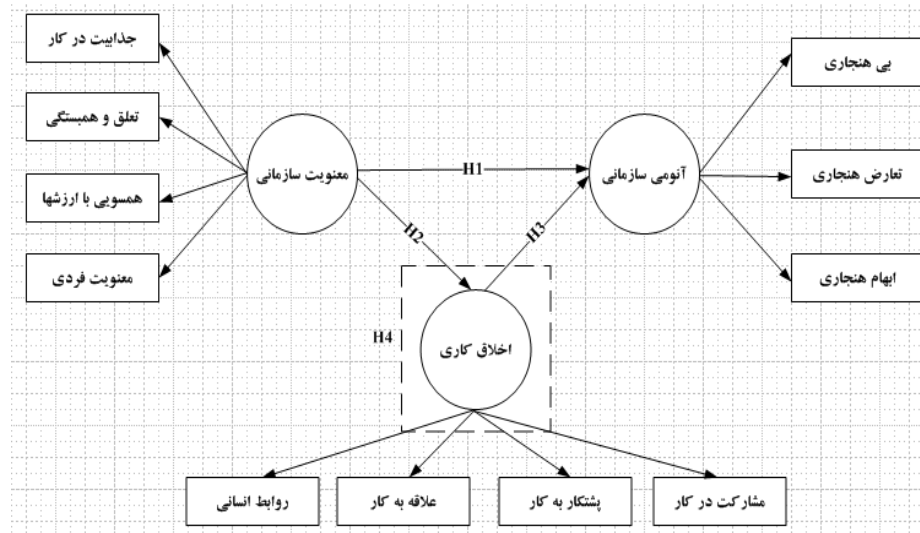 جذابیت در کار
تعلق و همبستگی
همسویی با ارزشها
معنویت فردی
معنویت سازمانی
H1
H2
H3
آنومی سازمانی
بی هنجاری
تعارض هنجاری
ابهام هنجاری
H4
اخلاق کاری
روابط انسانی
علاقه به کار
پشتکار به کار
مشارکت در کار